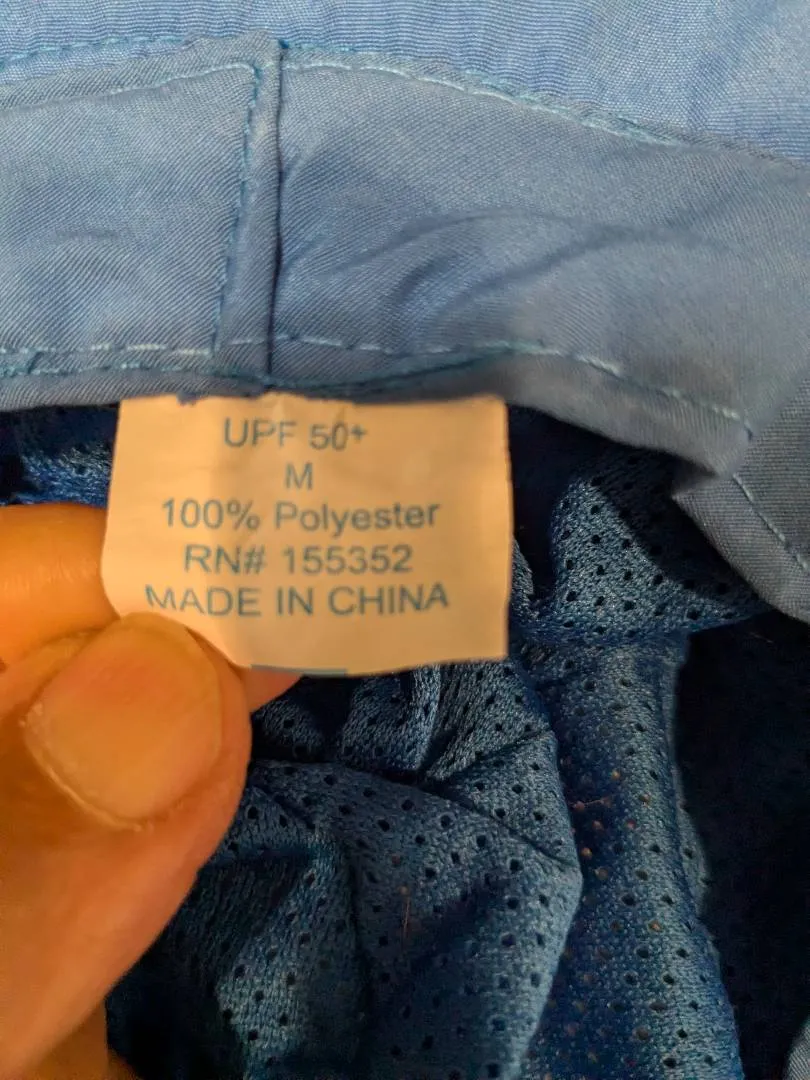 UPF 50+
M
100% Polyester
RN# 155352
MADE IN CHINA